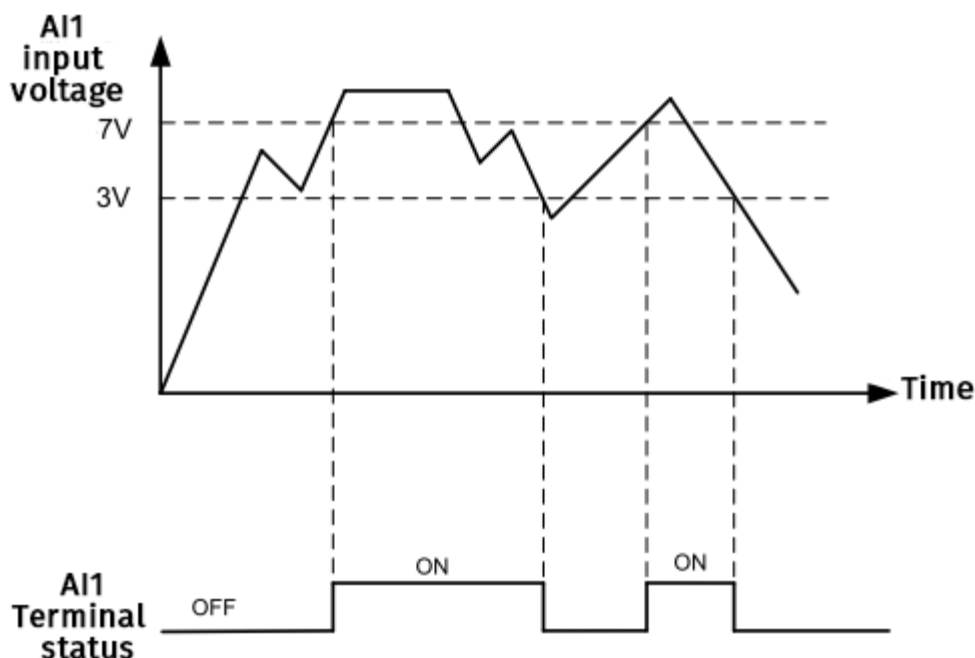 AI1
input
voltage
7V
3V
Time
ON
ON
OFF
AI1
Terminal
status